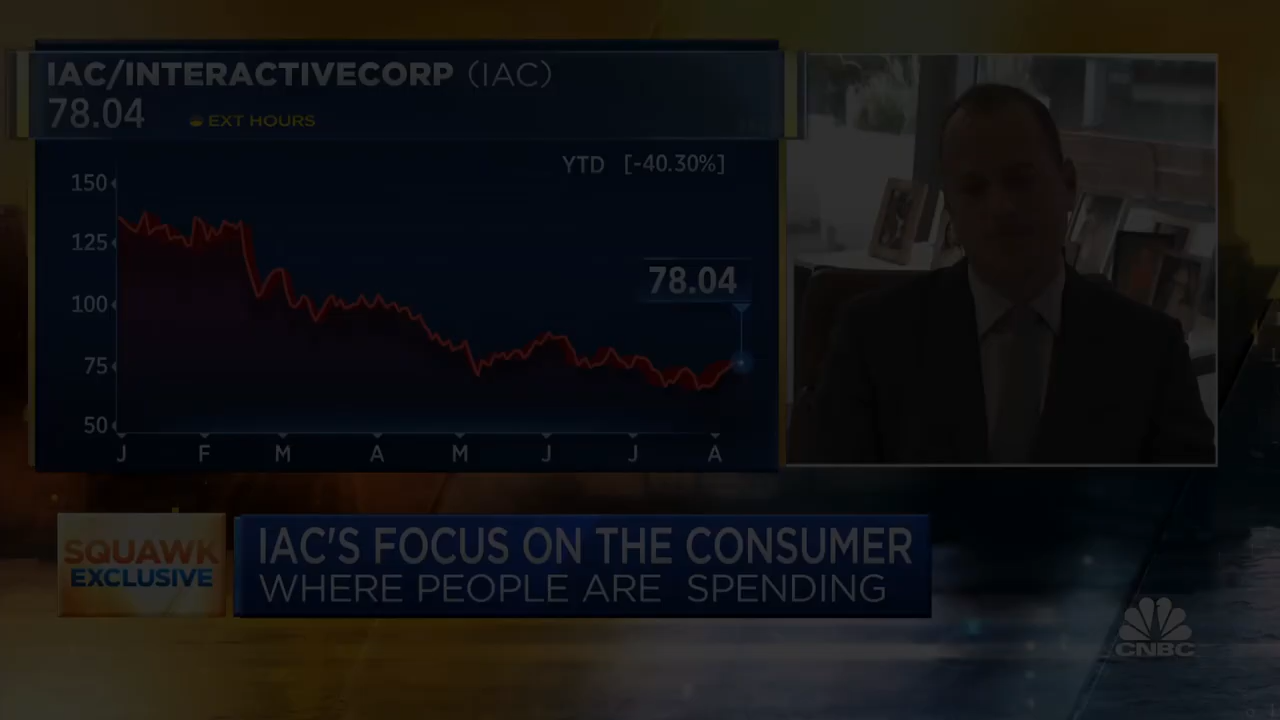 IAC/INTERACTIVECORP (IAC)
78.04 EXT HOURS
YTD [-40.30%]
150
125
100
75
50
78.04
J F M A M J J A
SQUAWK
EXCLUSIVE
IAC'S FOCUS ON THE CONSUMER
WHERE PEOPLE ARE SPENDING
CNBC